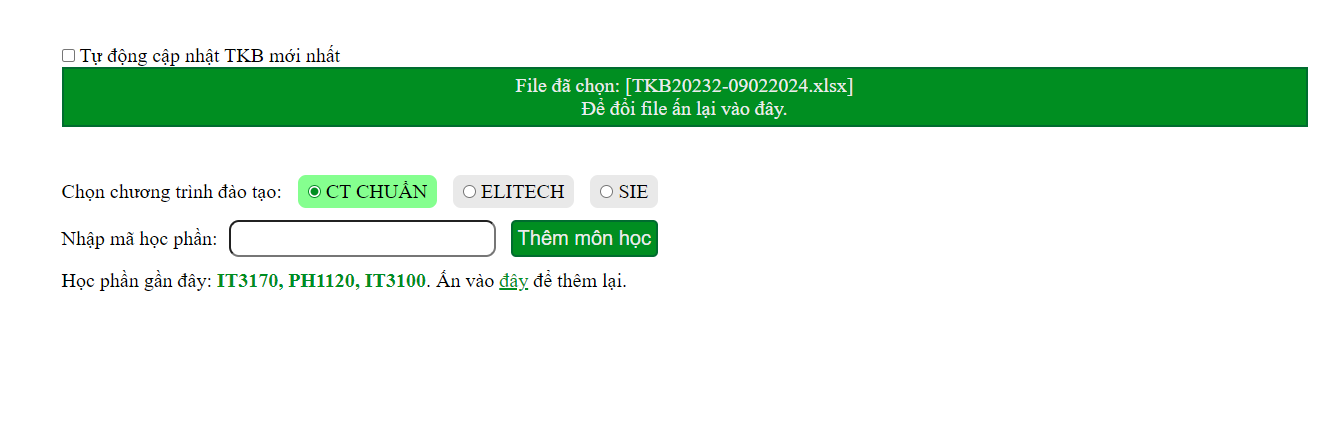 Tự động cập nhật TKB mới nhất
File đã chọn: [TKB20232-09022024.xlsx]
Để đổi file ấn lại vào đây.
Chọn chương trình đào tạo: CT CHUẨN ELITECH SIE
Nhập mã học phần: Thêm môn học
Học phần gần đây: IT3170, PH1120, IT3100. Ấn vào đây để thêm lại.